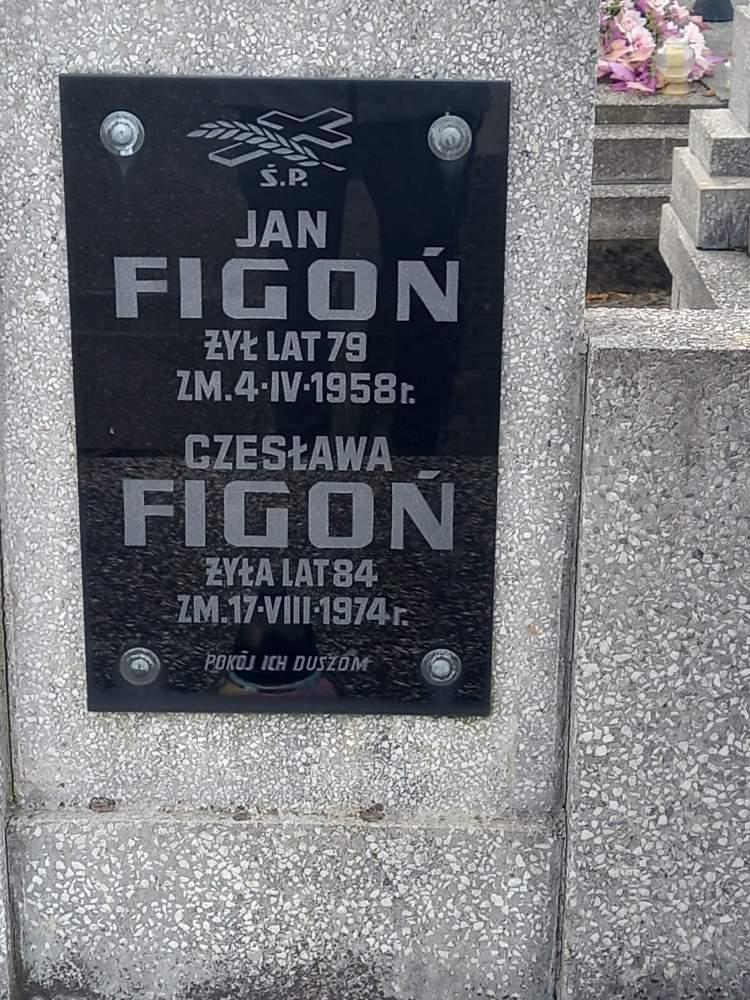 Ś.P.
JAN
FIGOŃ
ŻYŁ LAT 79
ZM. 4·IV·1958 r.
CZESŁAWA
FIGOŃ
ŻYŁA LAT 84
ZM. 17·VIII·1974 r.
POKÓJ ICH DUSZOM